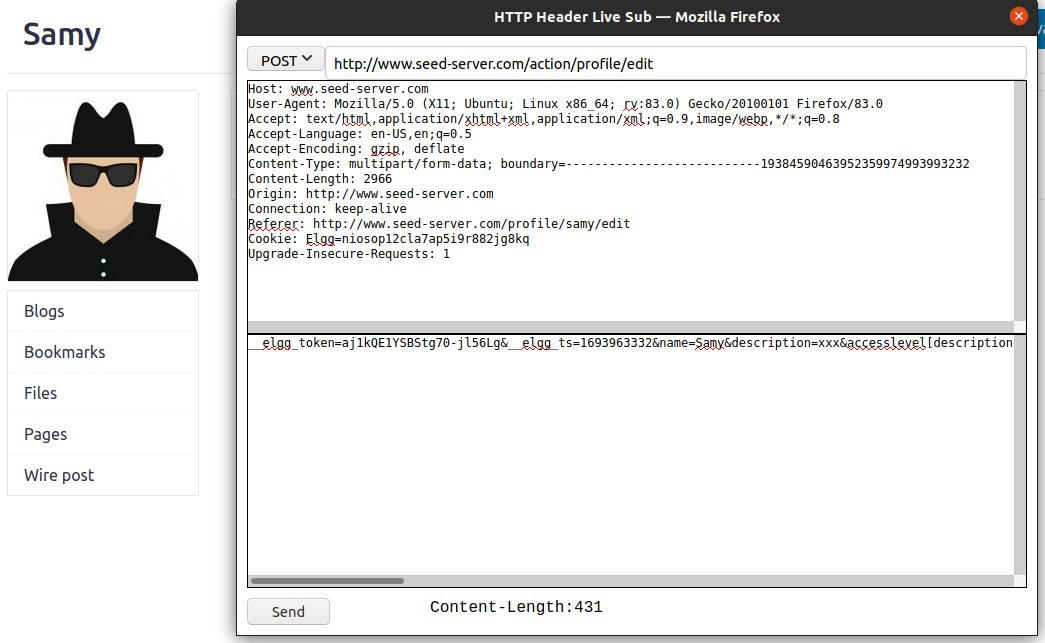 Samy
Blogs
Bookmarks
Files
Pages
Wire post
HTTP Header Live Sub — Mozilla Firefox
POST
http://www.seed-server.com/action/profile/edit
Host: www.seed-server.com
User-Agent: Mozilla/5.0 (X11; Ubuntu; Linux x86_64; rv:83.0) Gecko/20100101 Firefox/83.0
Accept: text/html,application/xhtml+xml,application/xml;q=0.9,image/webp,*/*;q=0.8
Accept-Language: en-US,en;q=0.5
Accept-Encoding: gzip, deflate
Content-Type: multipart/form-data; boundary=---------------------------19384590463952359974993993232
Content-Length: 2966
Origin: http://www.seed-server.com
Connection: keep-alive
Referer: http://www.seed-server.com/profile/samy/edit
Cookie: Elgg=niosop12cla7ap5i9r882jg8kq
Upgrade-Insecure-Requests: 1
__elgg_token=aj1kQE1YSBStg70-jl56Lg&__elgg_ts=1693963332&name=Samy&description=xxx&accesslevel[description
Send
Content-Length:431